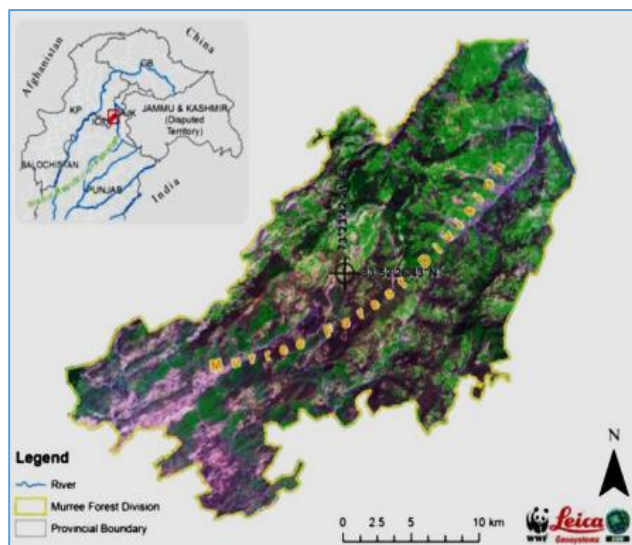 Afghanistan
China
GB
KP
JAMMU & KASHMIR
(Disputed
Territory)
BALOCHISTAN
PUNJAB
India
Murree Forest Division
Legend
River
Murree Forest Division
Provincial Boundary
N
0 2.5 5 10 km
WWF
Leica
Geosystems